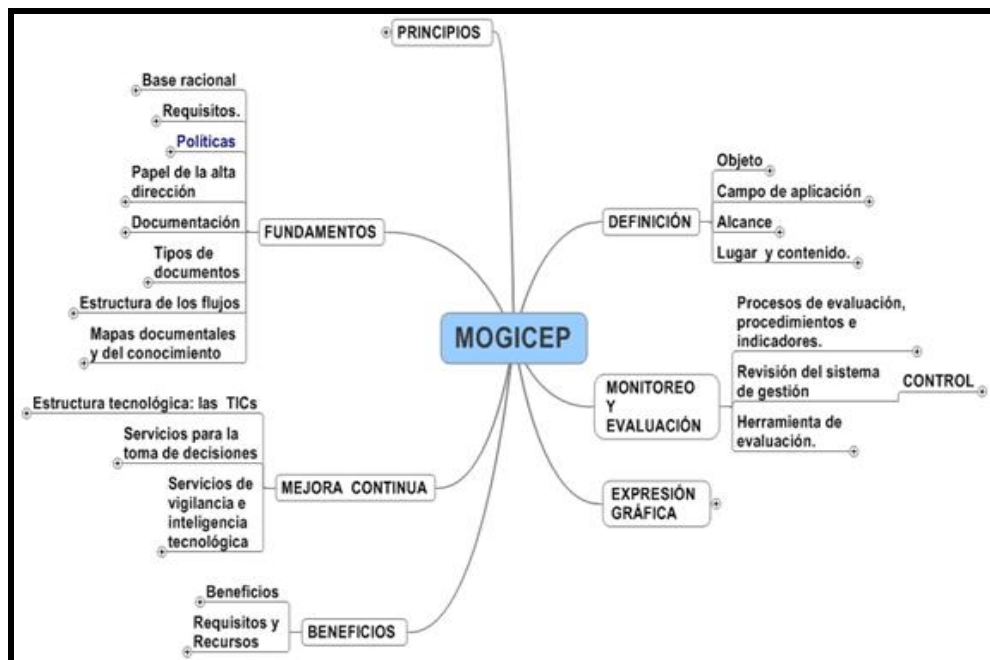 PRINCIPIOS
Base racional
Requisitos.
Políticas
Papel de la alta
dirección
Documentación
Tipos de
documentos
Estructura de los flujos
Mapas documentales
y del conocimiento
FUNDAMENTOS
Estructura tecnológica: las TICs
Servicios para la
toma de decisiones
Servicios de
vigilancia e
inteligencia
tecnológica
MEJORA CONTINUA
Beneficios
Requisitos y
Recursos
BENEFICIOS
MOGICEP
DEFINICIÓN
Objeto
Campo de aplicación
Alcance
Lugar y contenido.
MONITOREO
Y
EVALUACIÓN
Procesos de evaluación,
procedimientos e
indicadores.
Revisión del sistema
de gestión
CONTROL
Herramienta de
evaluación.
EXPRESIÓN
GRÁFICA